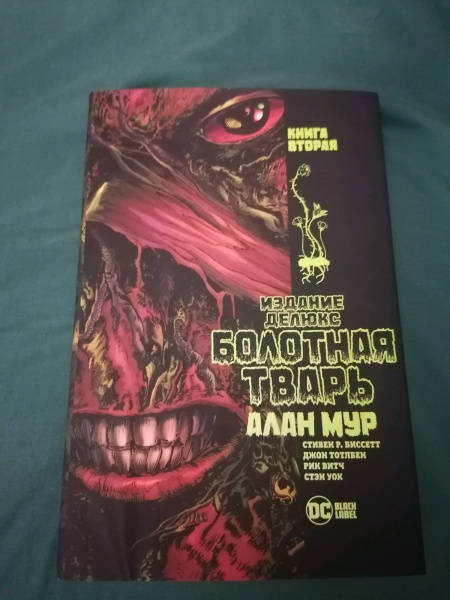 КНИГА
ВТОРАЯ
ИЗДАНИЕ
ДЕЛЮКС
БОЛОТНАЯ
ТВАРЬ
АЛАН МУР
СТИВЕН Р. БИССЕТТ
ДЖОН ТОТЛБЕН
РИК ВИТЧ
СТЭН УОК
DC BLACK
LABEL